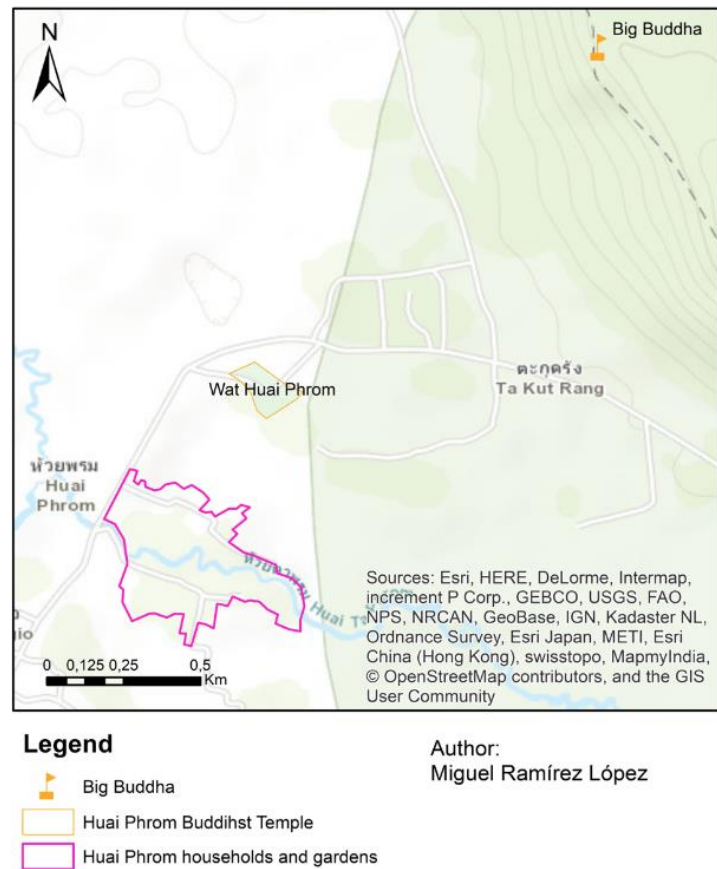 N
Big Buddha
Wat Huai Phrom
ตะกุดรัง
Ta Kut Rang
ห้วยพรม
Huai
Phrom
Huai
gio
Sources: Esri, HERE, DeLorme, Intermap,
increment P Corp., GEBCO, USGS, FAO,
NPS, NRCAN, GeoBase, IGN, Kadaster NL,
Ordnance Survey, Esri Japan, METI, Esri
China (Hong Kong), swisstopo, MapmyIndia,
© OpenStreetMap contributors, and the GIS
User Community
0 0,125 0,25 0,5
Km
Legend
Big Buddha
Huai Phrom Buddihst Temple
Huai Phrom households and gardens
Author:
Miguel Ramírez López